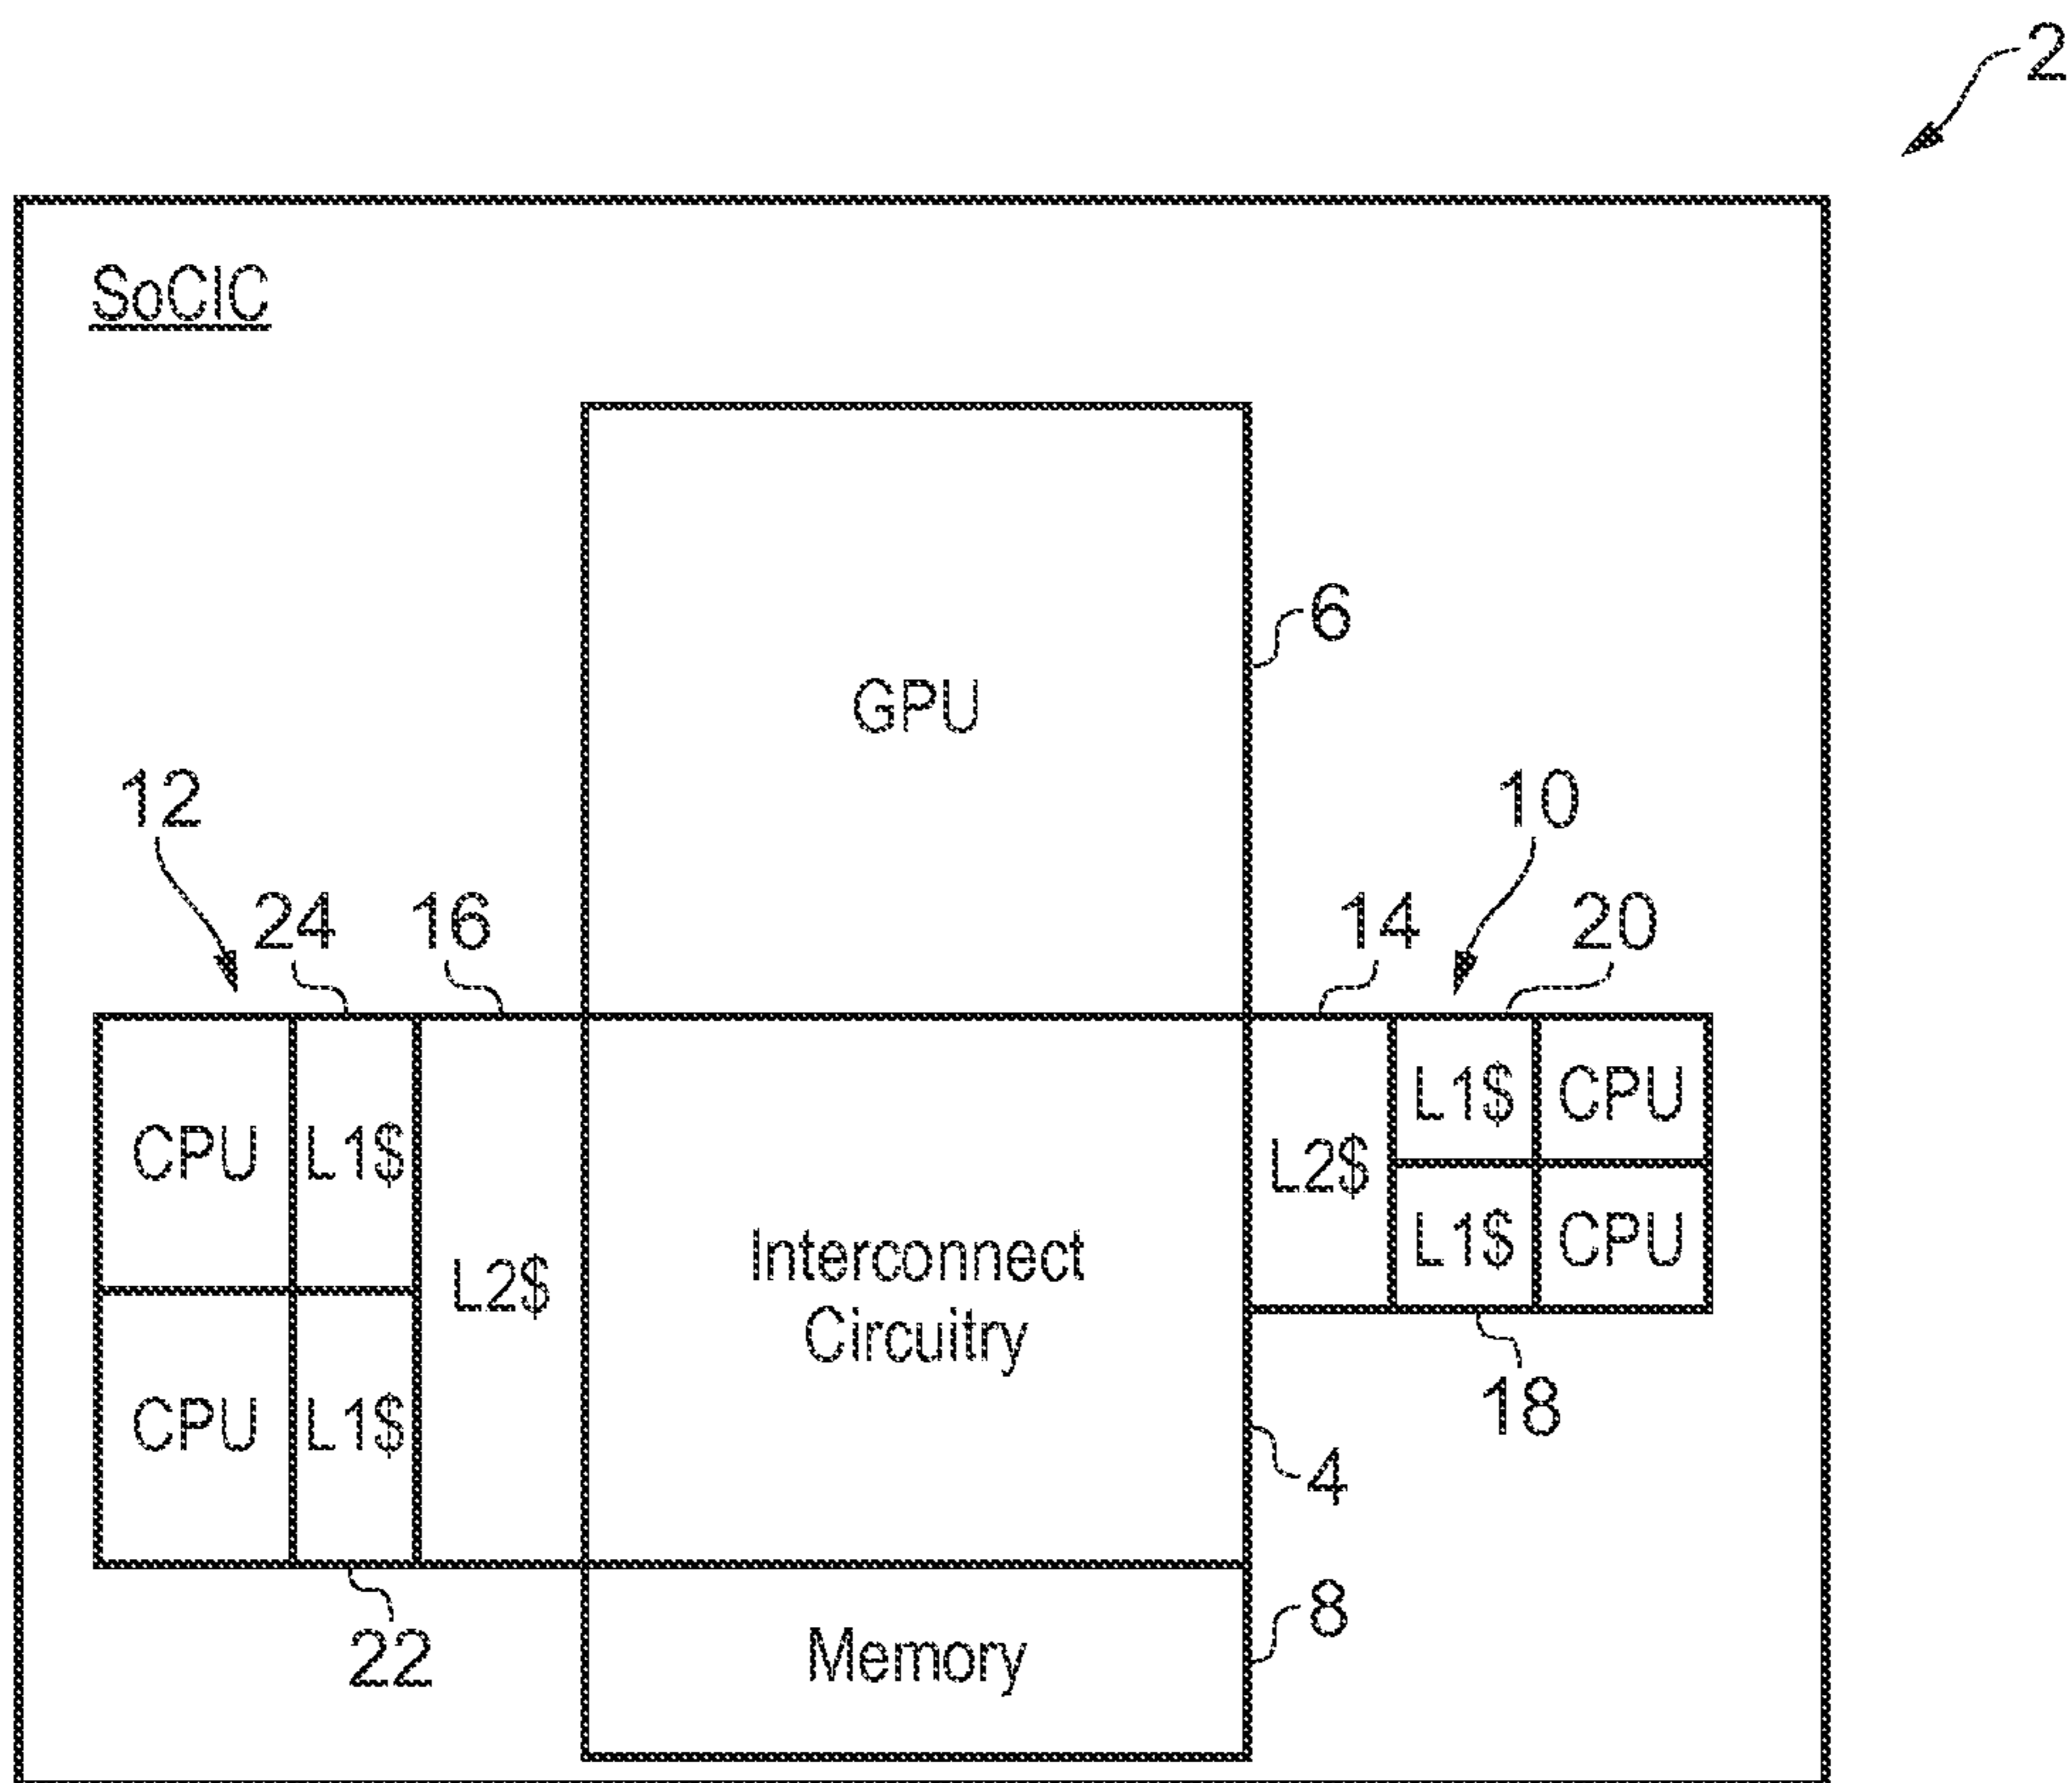 2
SoCIC
6
GPU
12
10
24
16
14
20
L1$
CPU
CPU
L1$
L2$
L1$
CPU
L2$
Interconnect
Circuitry
CPU
L1$
18
4
8
22
Memory